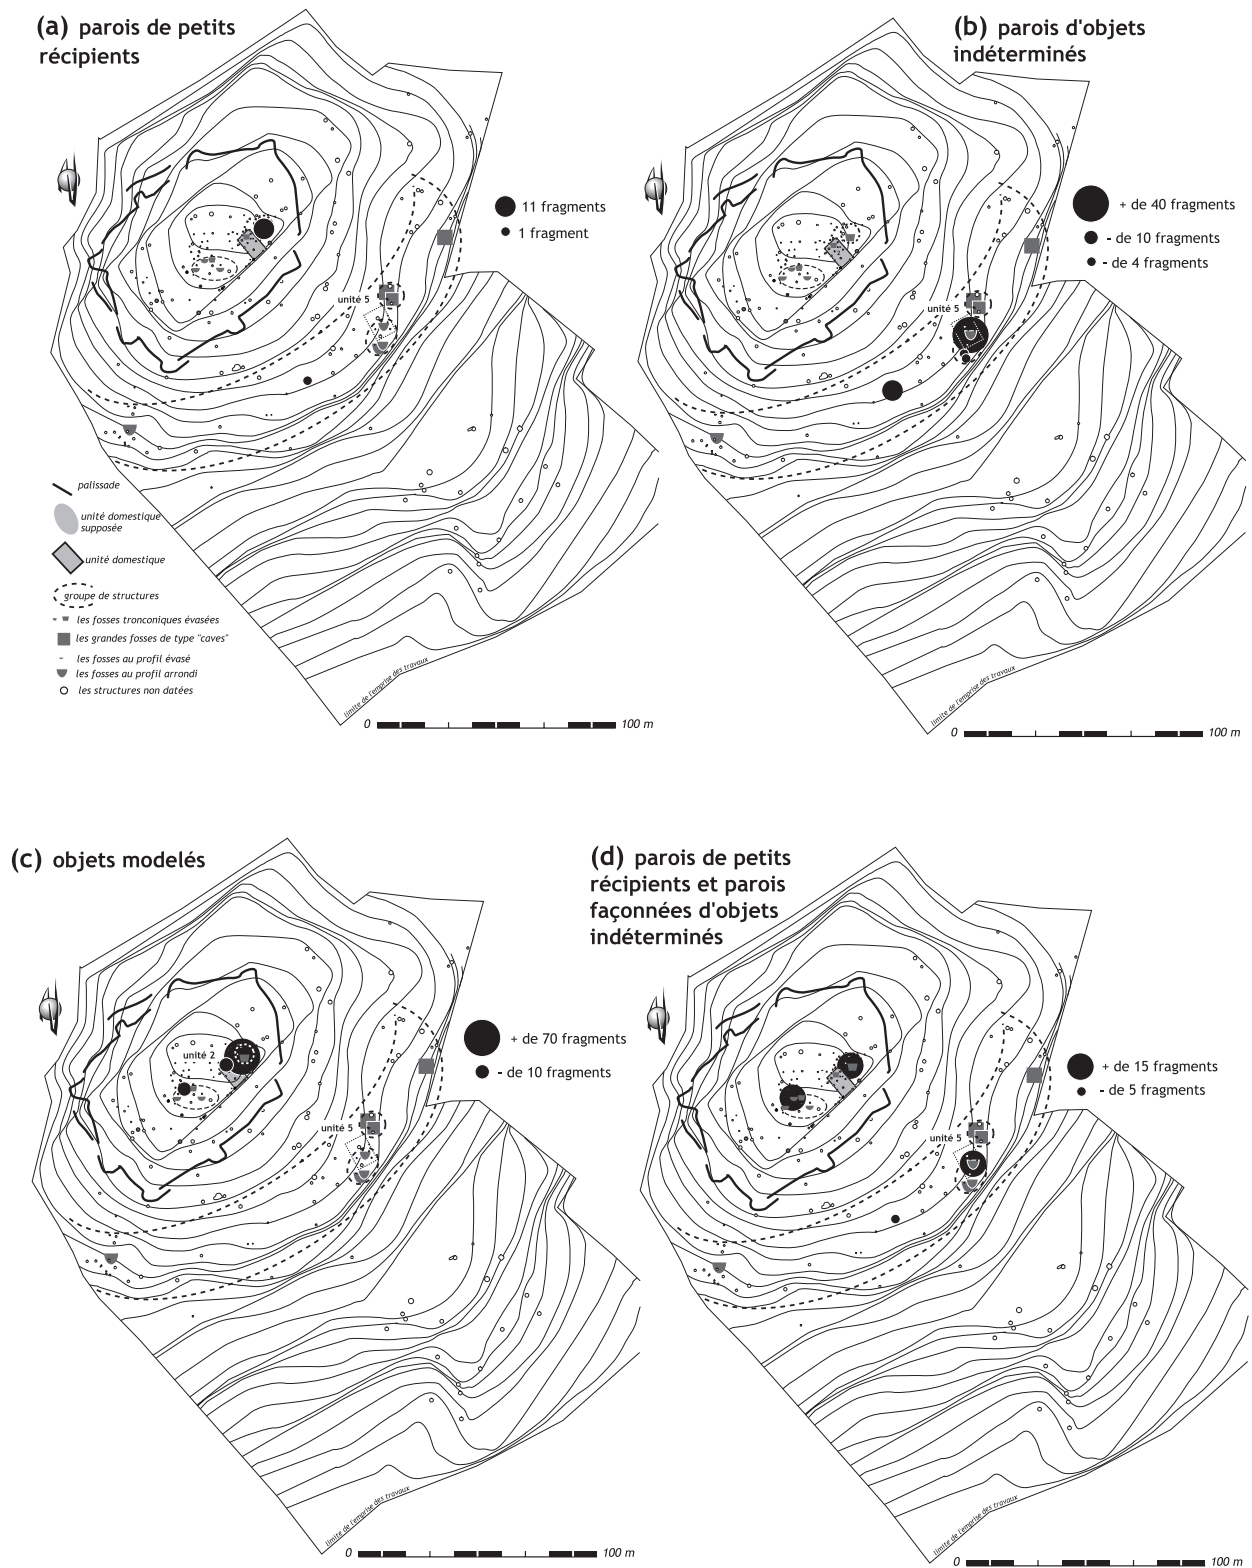 (a) parois de petits
récipients
11 fragments
1 fragment
unité 5
palissade
unité domestique
supposée
unité domestique
groupe de structures
les fosses tronconiques évasées
les grandes fosses de type "caves"
les fosses au profil évasé
les fosses au profil arrondi
les structures non datées
limite de l'emprise des travaux
0 100 m
(b) parois d'objets
indéterminés
+ de 40 fragments
- de 10 fragments
- de 4 fragments
unité 5
limite de l'emprise des travaux
0 100 m
(c) objets modelés
+ de 70 fragments
- de 10 fragments
unité 2
unité 5
limite de l'emprise des travaux
0 100 m
(d) parois de petits
récipients et parois
façonnées d'objets
indéterminés
+ de 15 fragments
- de 5 fragments
unité 5
limite de l'emprise des travaux
0 100 m